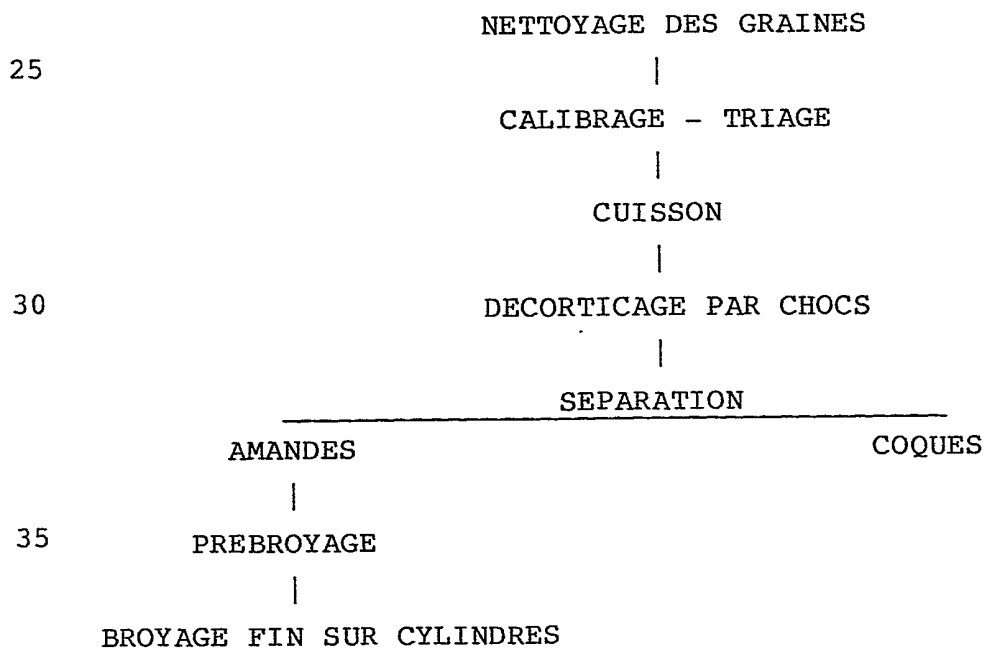 NETTOYAGE DES GRAINES
25
CALIBRAGE - TRIAGE
CUISSON
30 DECORTICAGE PAR CHOCS
SEPARATION
AMANDES COQUES
35 PREBROYAGE
BROYAGE FIN SUR CYLINDRES